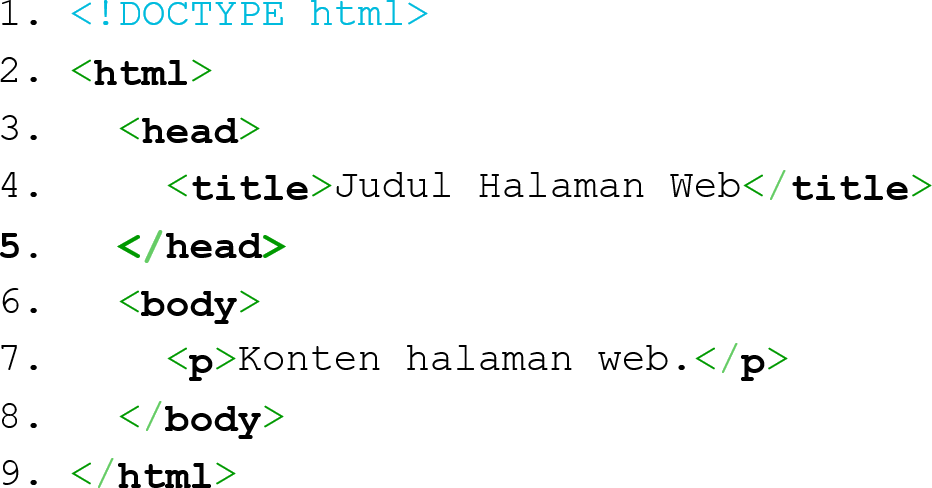 1. <!DOCTYPE html>
2. <html>
3.   <head>
4.     <title>Judul Halaman Web</title>
5.   </head>
6.   <body>
7.     <p>Konten halaman web.</p>
8.   </body>
9. </html>